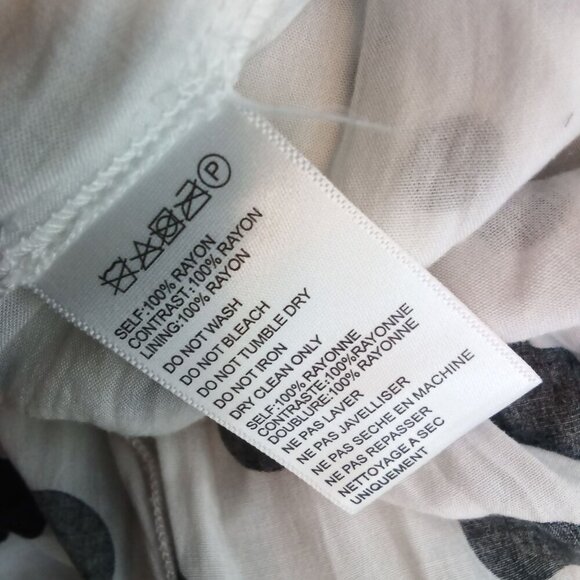 P
SELF:100% RAYON
CONTRAST:100% RAYON
LINING:100% RAYON
DO NOT WASH
DO NOT BLEACH
DO NOT TUMBLE DRY
DO NOT IRON
DRY CLEAN ONLY
SELF:100% RAYONNE
CONTRASTE:100% RAYONNE
DOUBLURE:100% RAYONNE
NE PAS LAVER
NE PAS JAVELLISER
NE PAS SECHE EN MACHINE
NE PAS REPASSER
NETTOYAGE A SEC
UNIQUEMENT